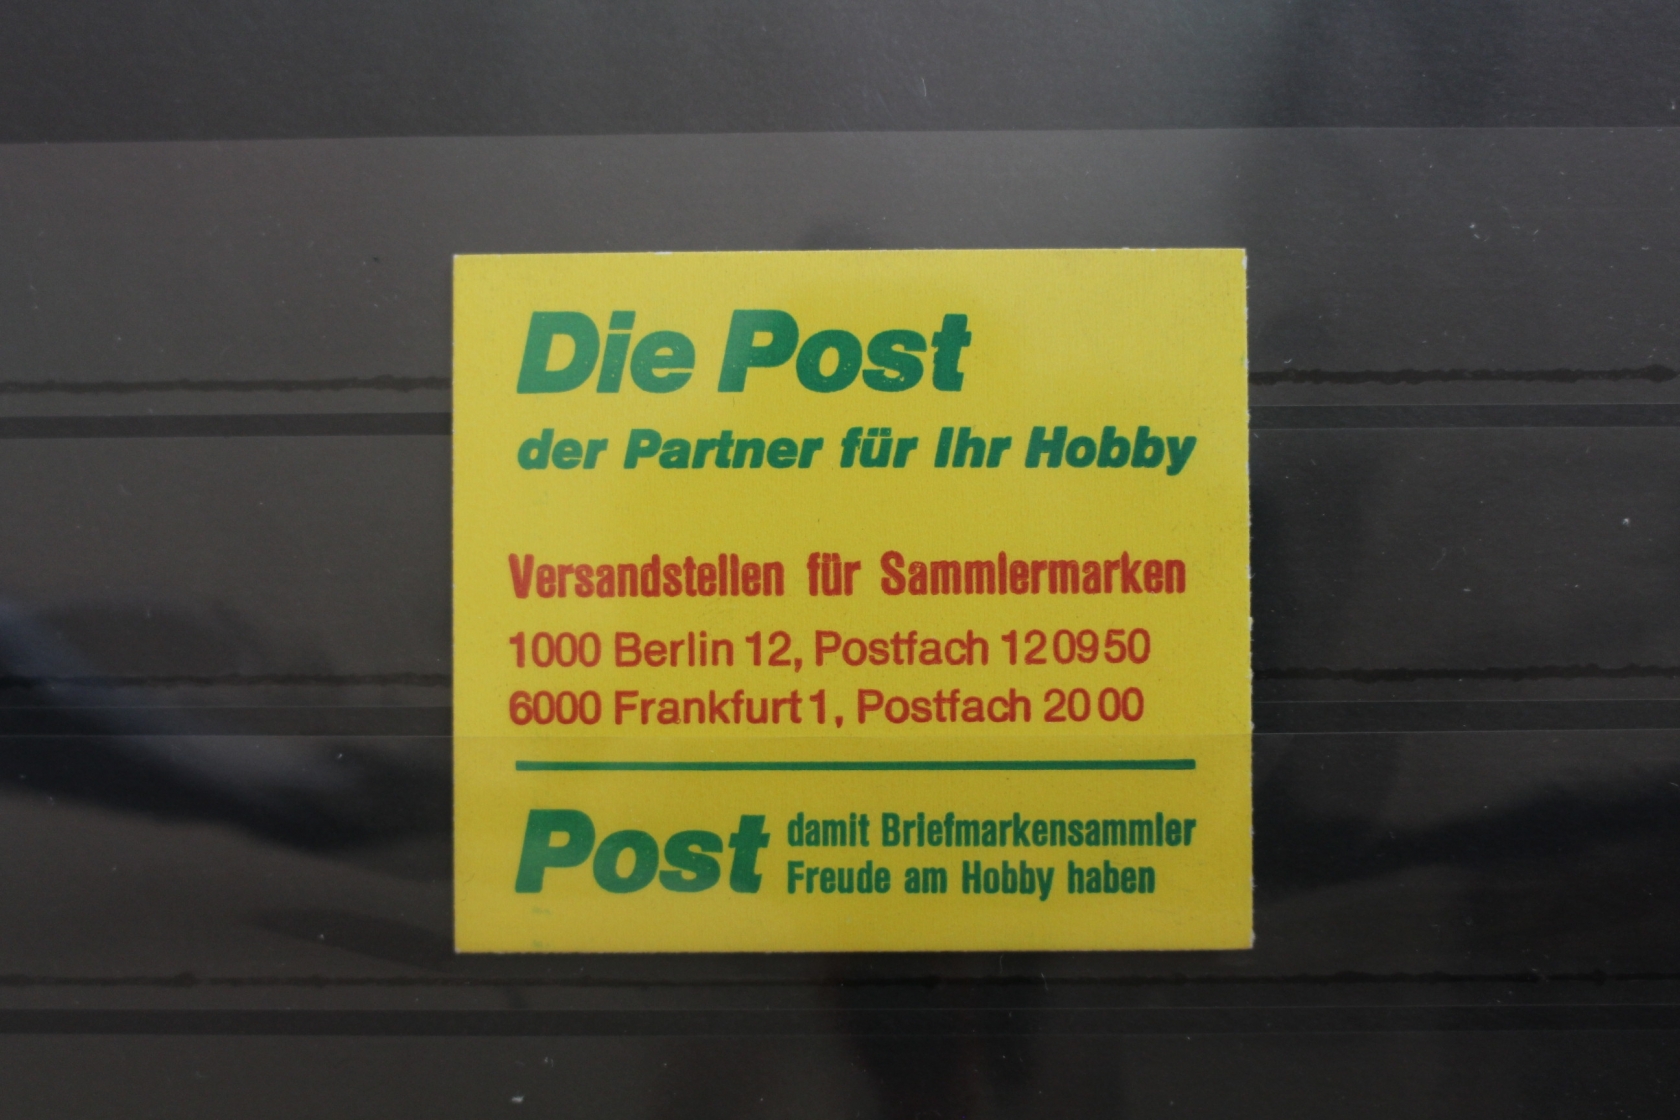 Die Post
der Partner für Ihr Hobby
Versandstellen für Sammlermarken
1000 Berlin 12, Postfach 120950
6000 Frankfurt 1, Postfach 2000
Post
damit Briefmarkensammler
Freude am Hobby haben